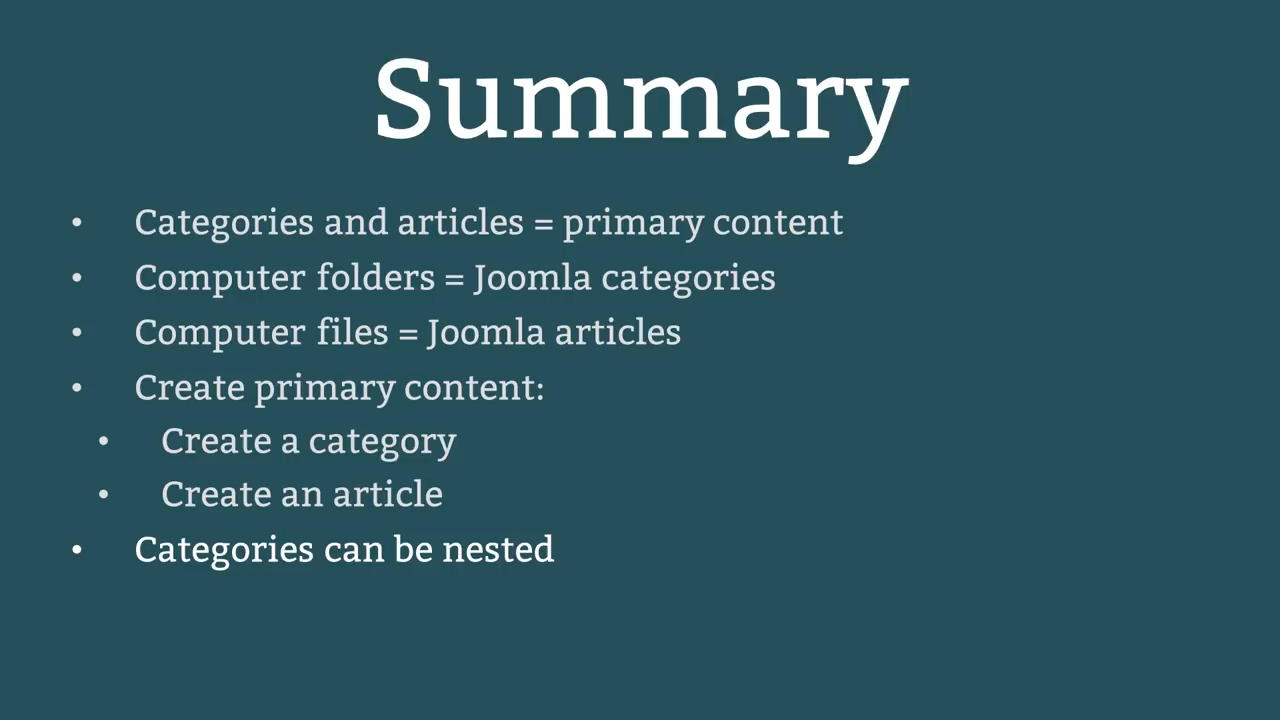 Summary
• Categories and articles = primary content
• Computer folders = Joomla categories
• Computer files = Joomla articles
• Create primary content:
• Create a category
• Create an article
• Categories can be nested